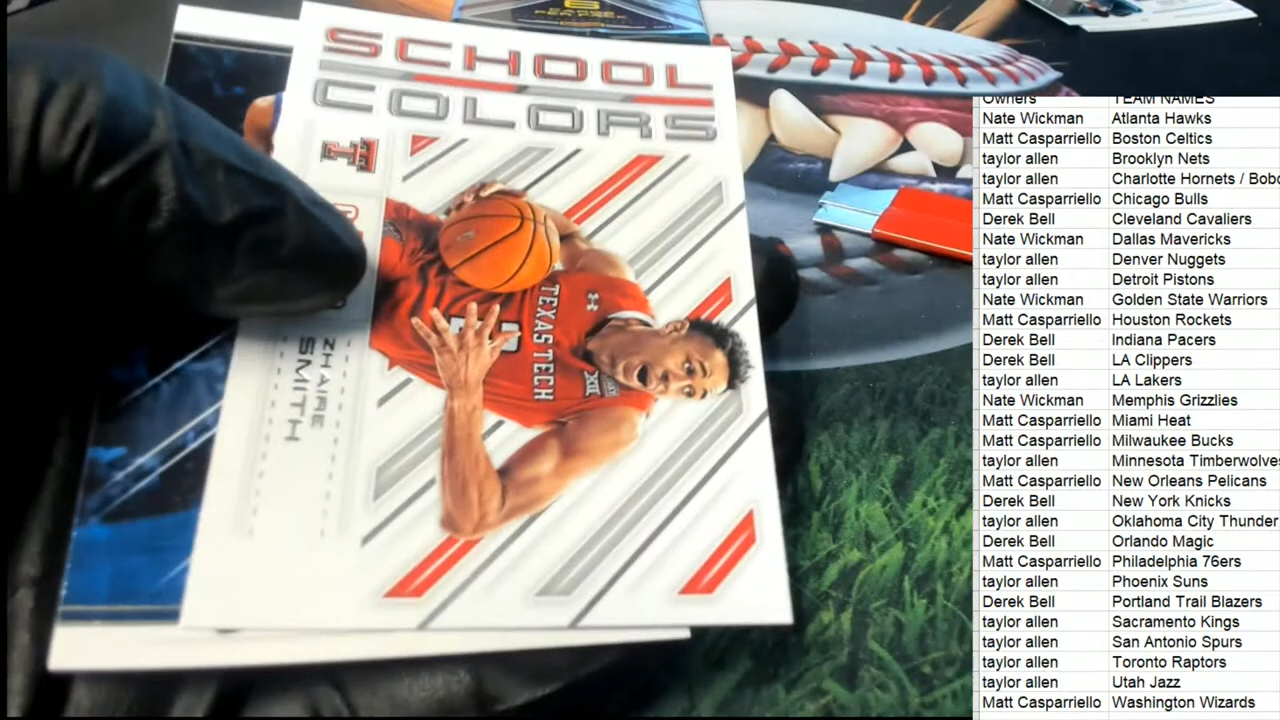 6
CARDS
PER PACK
SCHOOL
COLORS
ZHAIRE
SMITH
TEXAS TECH
XII
Owners TEAM NAMES
Nate Wickman Atlanta Hawks
Matt Casparriello Boston Celtics
taylor allen Brooklyn Nets
taylor allen Charlotte Hornets / Bobc
Matt Casparriello Chicago Bulls
Derek Bell Cleveland Cavaliers
Nate Wickman Dallas Mavericks
taylor allen Denver Nuggets
taylor allen Detroit Pistons
Nate Wickman Golden State Warriors
Matt Casparriello Houston Rockets
Derek Bell Indiana Pacers
Derek Bell LA Clippers
taylor allen LA Lakers
Nate Wickman Memphis Grizzlies
Matt Casparriello Miami Heat
Matt Casparriello Milwaukee Bucks
taylor allen Minnesota Timberwolves
Matt Casparriello New Orleans Pelicans
Derek Bell New York Knicks
taylor allen Oklahoma City Thunder
Derek Bell Orlando Magic
Matt Casparriello Philadelphia 76ers
taylor allen Phoenix Suns
Derek Bell Portland Trail Blazers
taylor allen Sacramento Kings
taylor allen San Antonio Spurs
taylor allen Toronto Raptors
taylor allen Utah Jazz
Matt Casparriello Washington Wizards